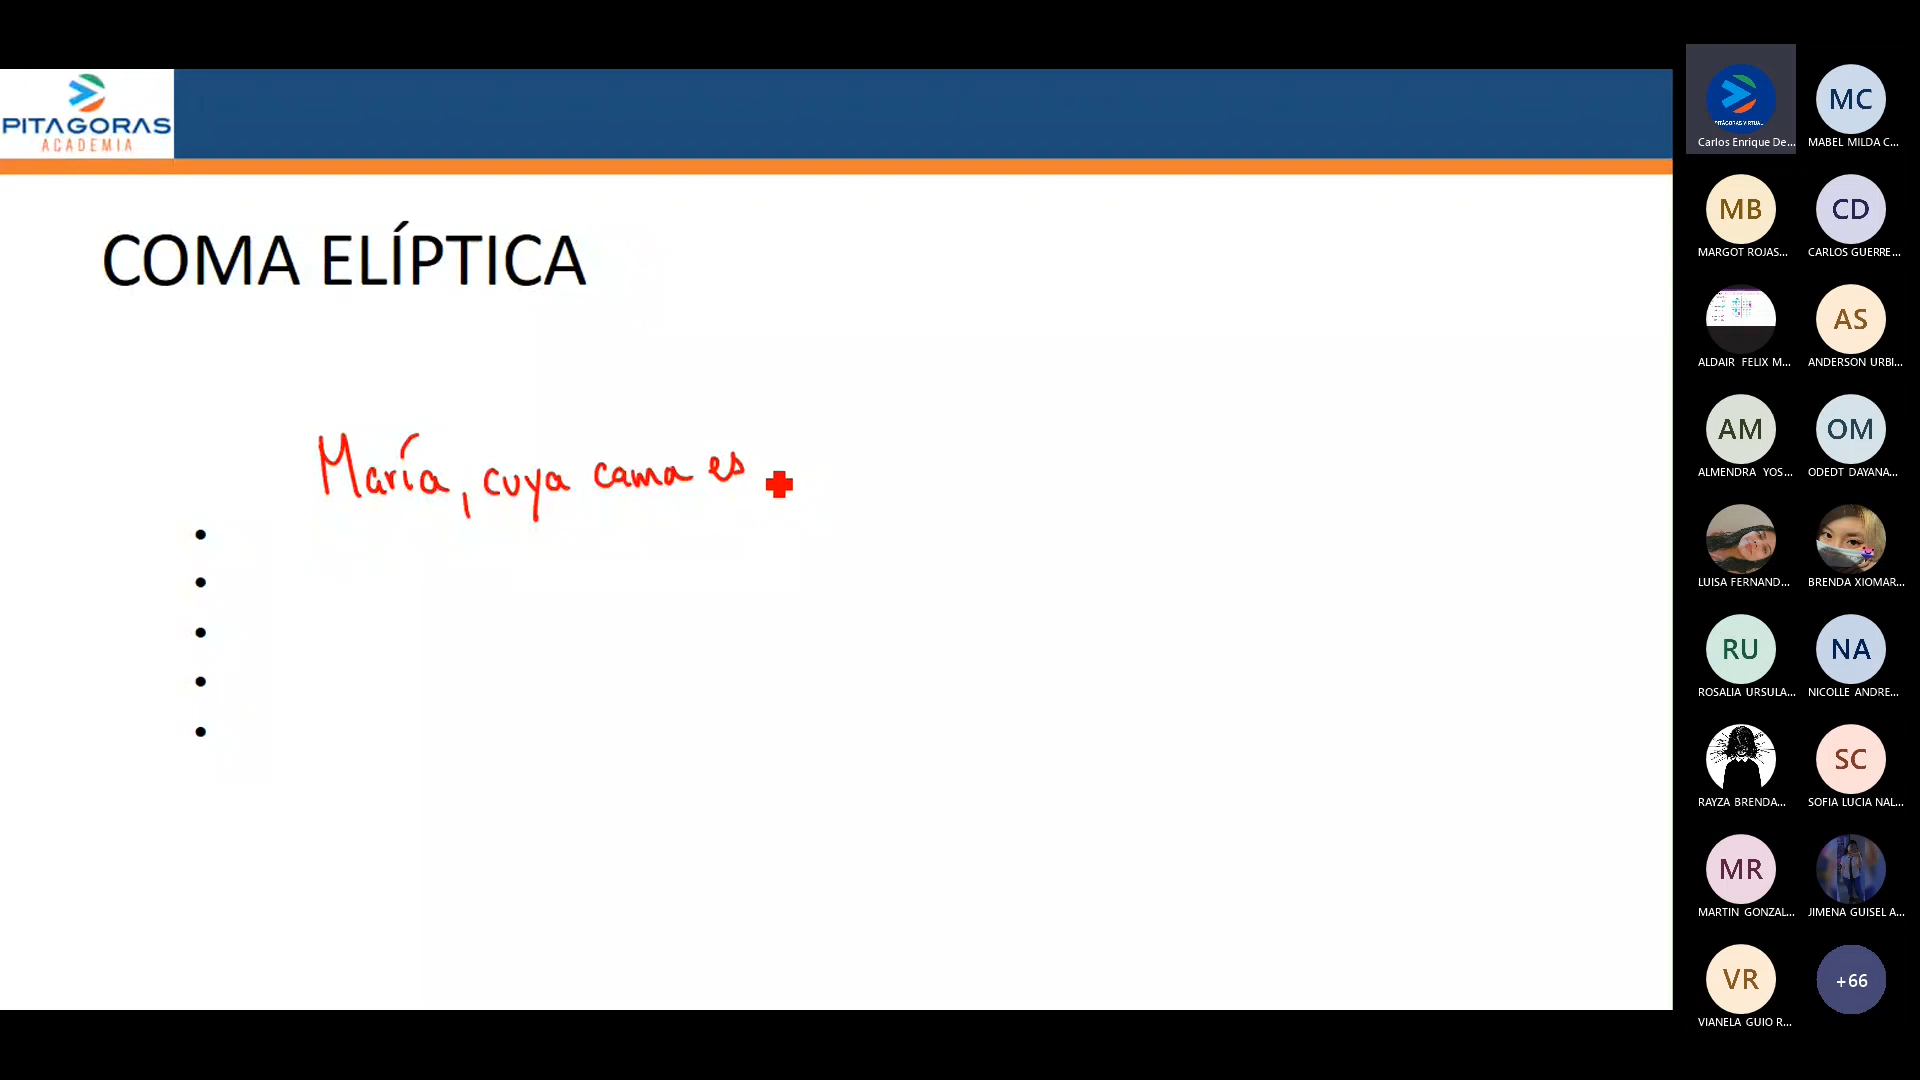 PITAGORAS
ACADEMIA
COMA ELÍPTICA
María, cuya cama es
PITÁGORAS VIRTUAL
Carlos Enrique De...
MC
MABEL MILDA C...
MB
MARGOT ROJAS...
CD
CARLOS GUERRE...
ALDAIR FELIX M...
AS
ANDERSON URBI...
AM
ALMENDRA YOS...
OM
ODEDT DAYANA...
LUISA FERNAND...
BRENDA XIOMAR...
RU
ROSALIA URSULA...
NA
NICOLLE ANDRE...
RAYZA BRENDA...
SC
SOFIA LUCIA NAL...
MR
MARTIN GONZAL...
JIMENA GUISEL A...
VR
VIANELA GUIO R...
+66